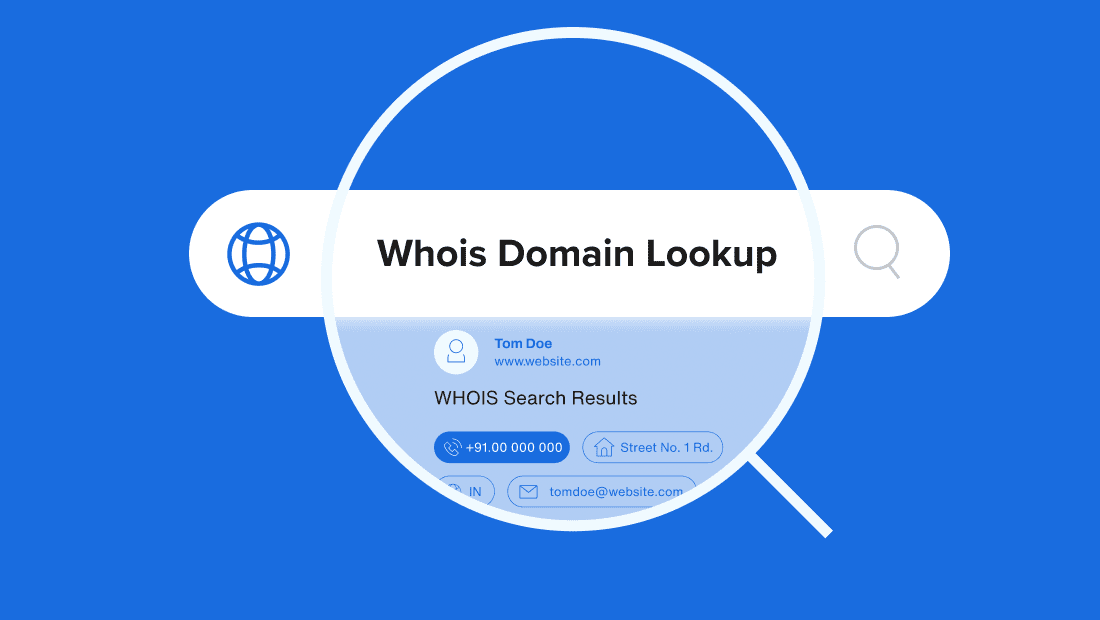 Whois Domain Lookup
Tom Doe
www.website.com
WHOIS Search Results
+91.00 000 000
Street No. 1 Rd.
IN
tomdoe@website.com